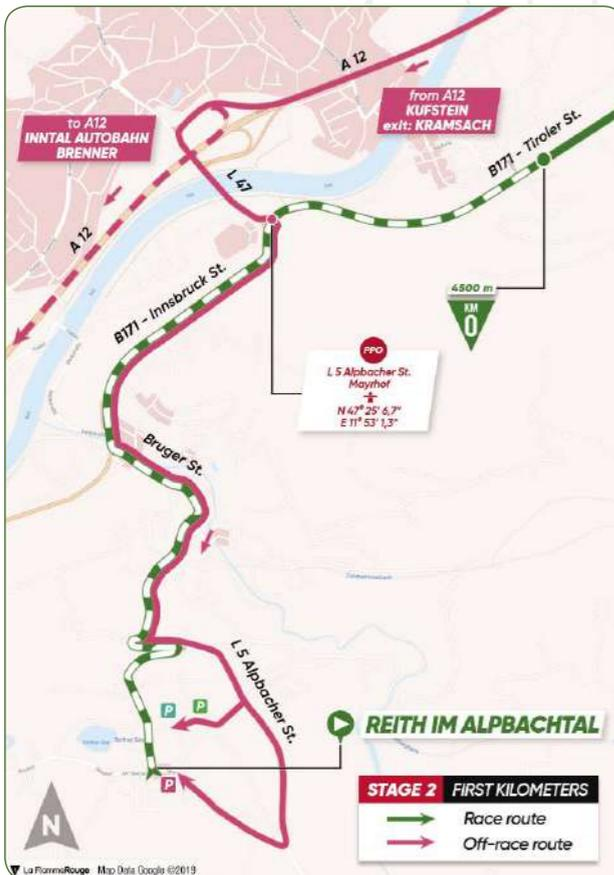 A 12
to A12
INNTAL AUTOBAHN
BRENNER
from A12
KUFSTEIN
exit: KRAMSACH
B171 - Tiroler St.
L 47
A 12
B171 - Innsbruck St.
4500 m
KM
0
PPO
L 5 Alpbacher St.
Mayrhof
N 47° 25' 6,7"
E 11° 53' 1,3"
Bruger St.
L 5 Alpbacher St.
P
P
P
REITH IM ALPBACHTAL
STAGE 2 FIRST KILOMETERS
Race route
Off-race route
N
La FlammeRouge Map Data Google ©2019